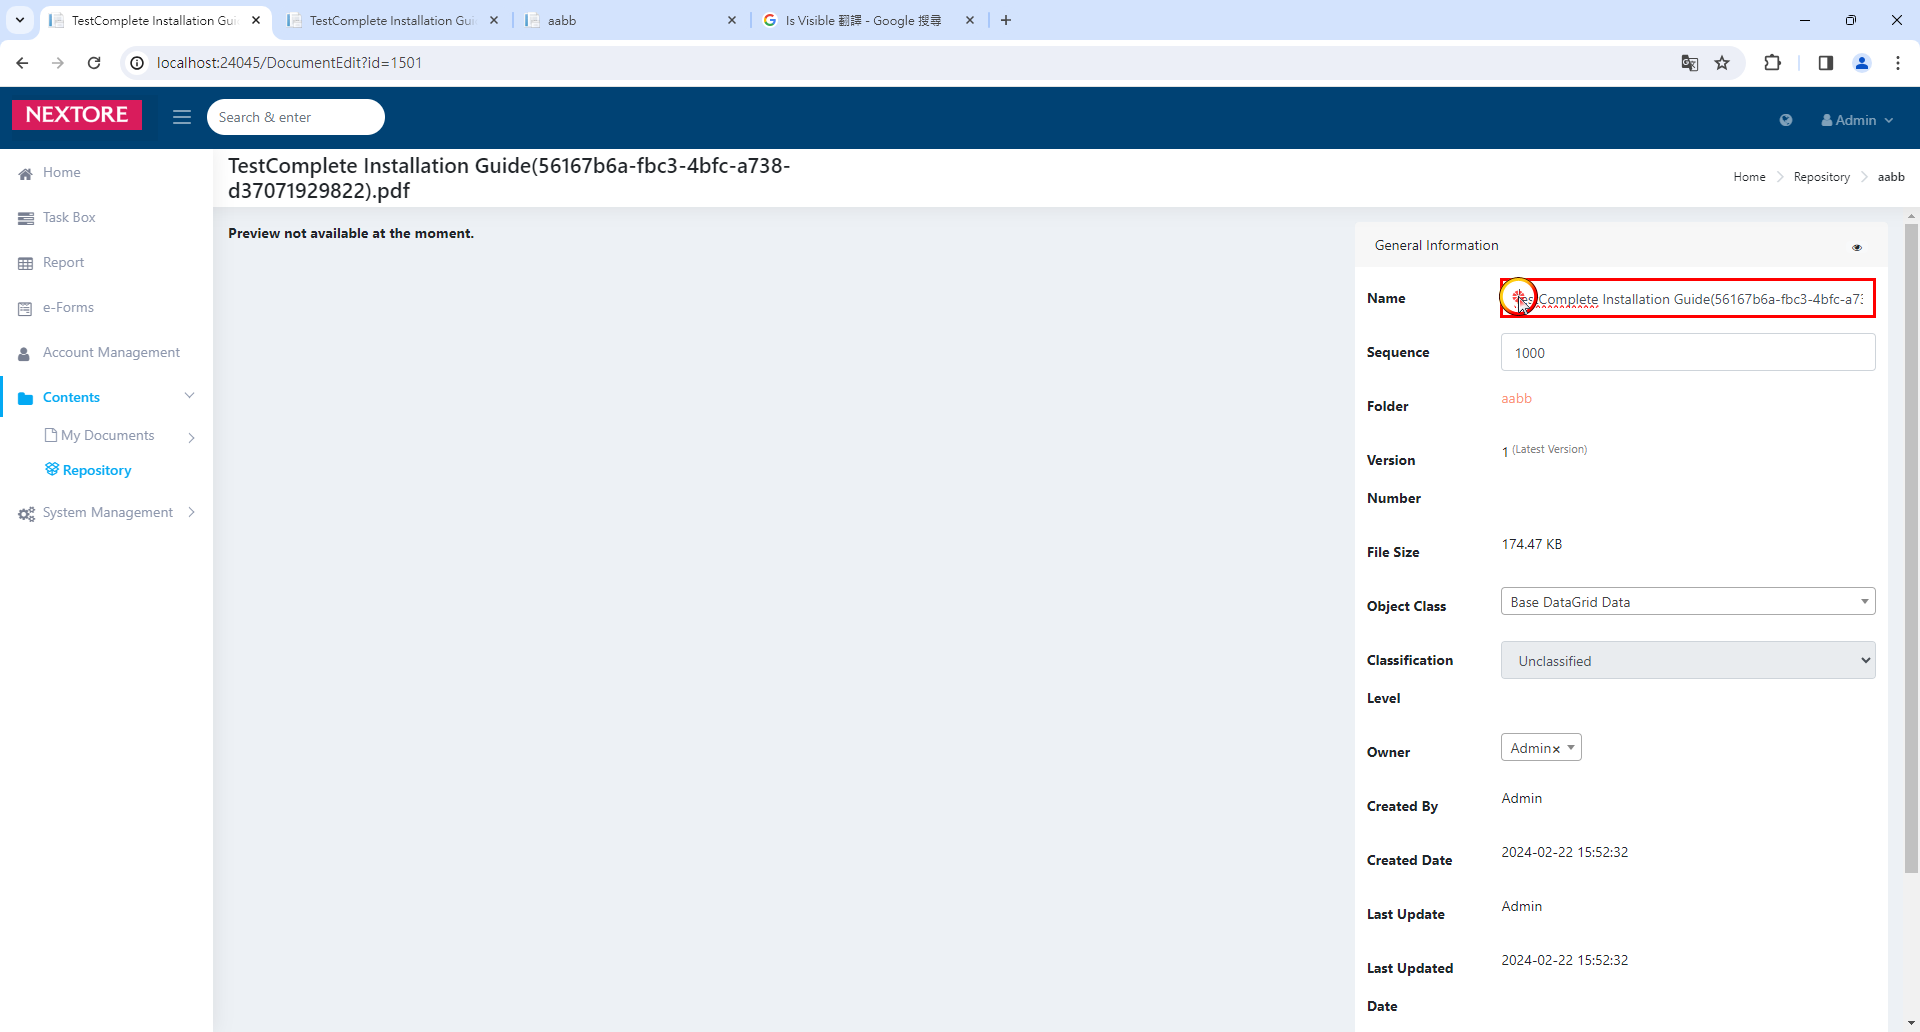 TestComplete Installation Gui
TestComplete Installation Gui
aabb
Is Visible 翻譯 - Google 搜尋
localhost:24045/DocumentEdit?id=1501
NEXTORE
Search & enter
Admin
Home
Task Box
Report
e-Forms
Account Management
Contents
My Documents
Repository
System Management
TestComplete Installation Guide(56167b6a-fbc3-4bfc-a738-
d37071929822).pdf
Home
Repository
aabb
Preview not available at the moment.
General Information
Name
Complete Installation Guide(56167b6a-fbc3-4bfc-a73
Sequence
1000
Folder
aabb
Version
1 (Latest Version)
Number
File Size
174.47 KB
Object Class
Base DataGrid Data
Classification
Unclassified
Level
Owner
Admin×
Created By
Admin
Created Date
2024-02-22 15:52:32
Last Update
Admin
Last Updated
2024-02-22 15:52:32
Date